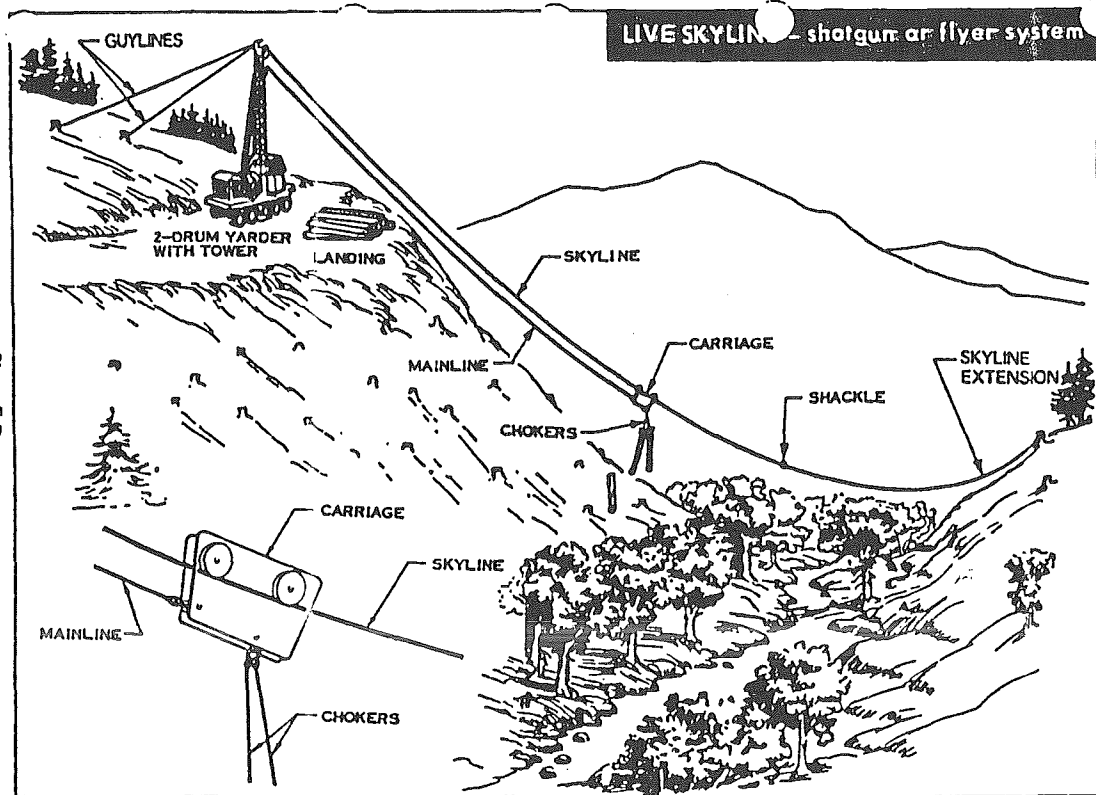 LIVE SKYLINE - shotgun or flyer system
GUYLINES
2-DRUM YARDER
WITH TOWER
LANDING
SKYLINE
MAINLINE
CARRIAGE
SKYLINE
EXTENSION
SHACKLE
CHOKERS
CARRIAGE
SKYLINE
MAINLINE
CHOKERS